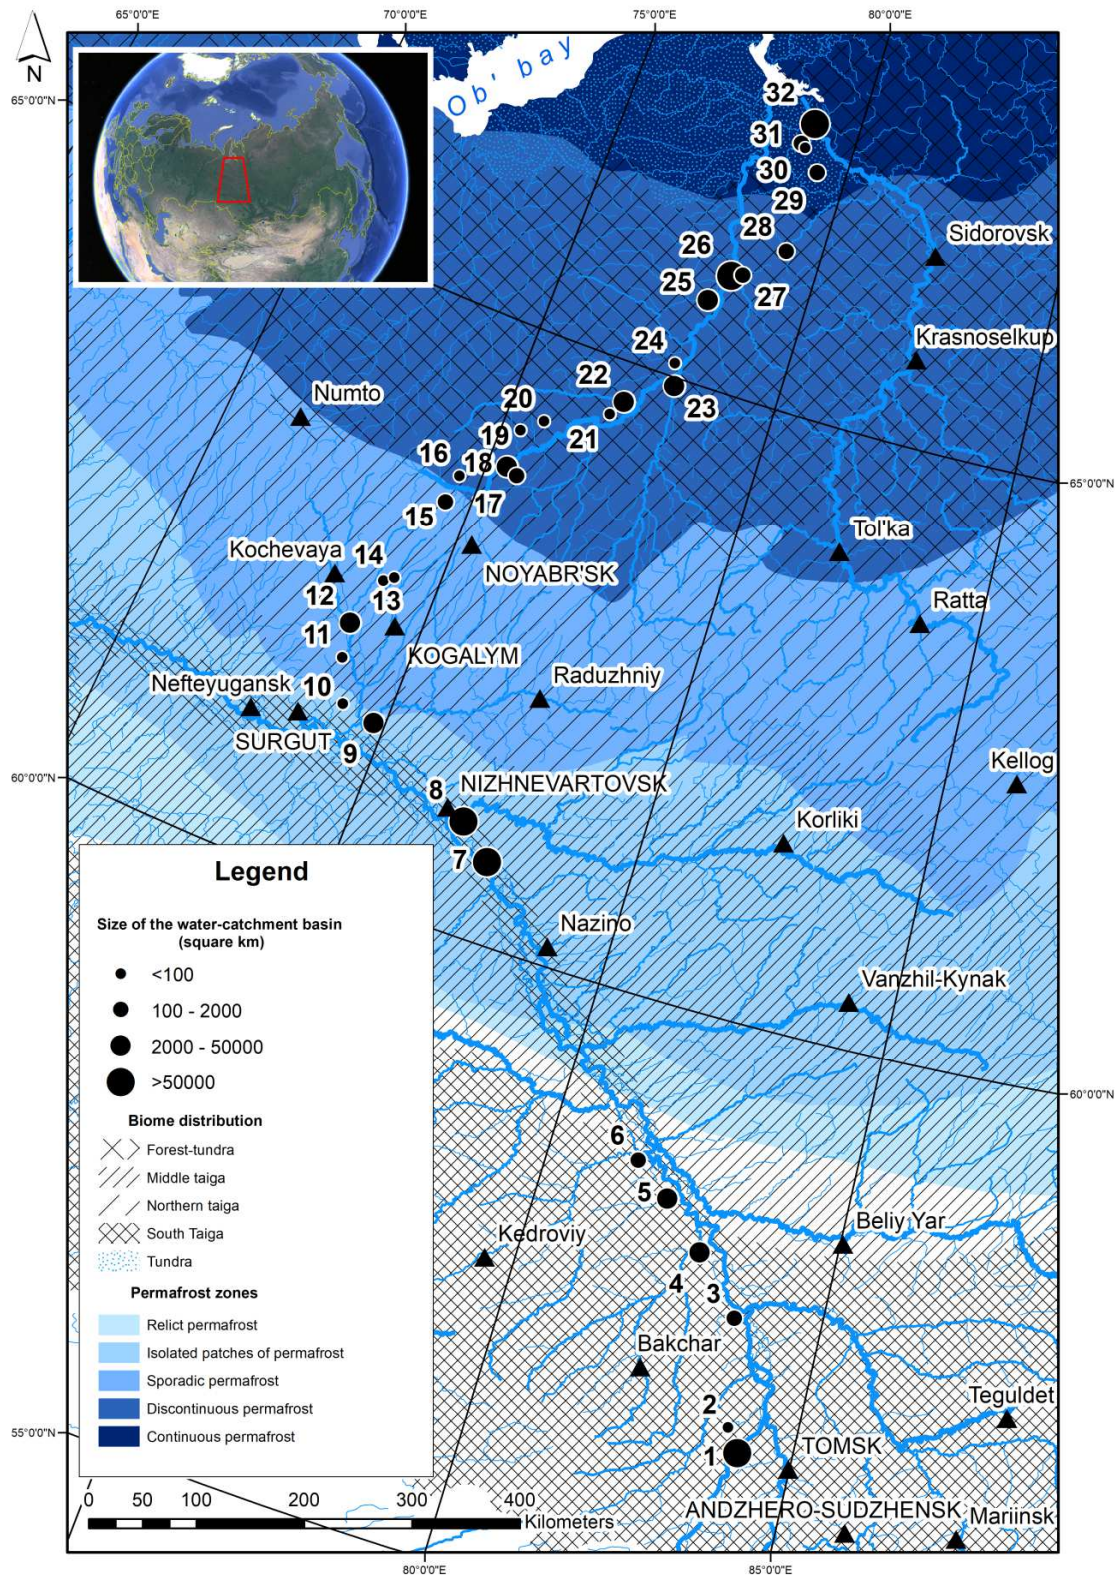 65°0'0"E
70°0'0"E
75°0'0"E
80°0'0"E
N
Ob' bay
65°0'0"N
32
31
30
29
28
Sidorovsk
26
25
27
24
Krasnoselkup
22
23
Numto
20
21
19
16
18
65°0'0"N
17
15
Tol'ka
14
NOYABR'SK
Kochevaya
12
13
Ratta
11
KOGALYM
Raduzhniy
10
Nefteyugansk
SURGUT
9
60°0'0"N
Kellog
8
NIZHNEVARTOVSK
Korliki
7
Nazino
Vanzhil-Kynak
60°0'0"N
6
5
Beliy Yar
Kedroviy
4
3
Bakchar
Teguldet
2
55°0'0"N
1
TOMSK
ANDZHERO-SUDZHENSK
Mariinsk
Legend
Size of the water-catchment basin
(square km)
<100
100 - 2000
2000 - 50000
>50000
Biome distribution
Forest-tundra
Middle taiga
Northern taiga
South Taiga
Tundra
Permafrost zones
Relict permafrost
Isolated patches of permafrost
Sporadic permafrost
Discontinuous permafrost
Continuous permafrost
0 50 100 200 300 400
Kilometers
80°0'0"E
85°0'0"E